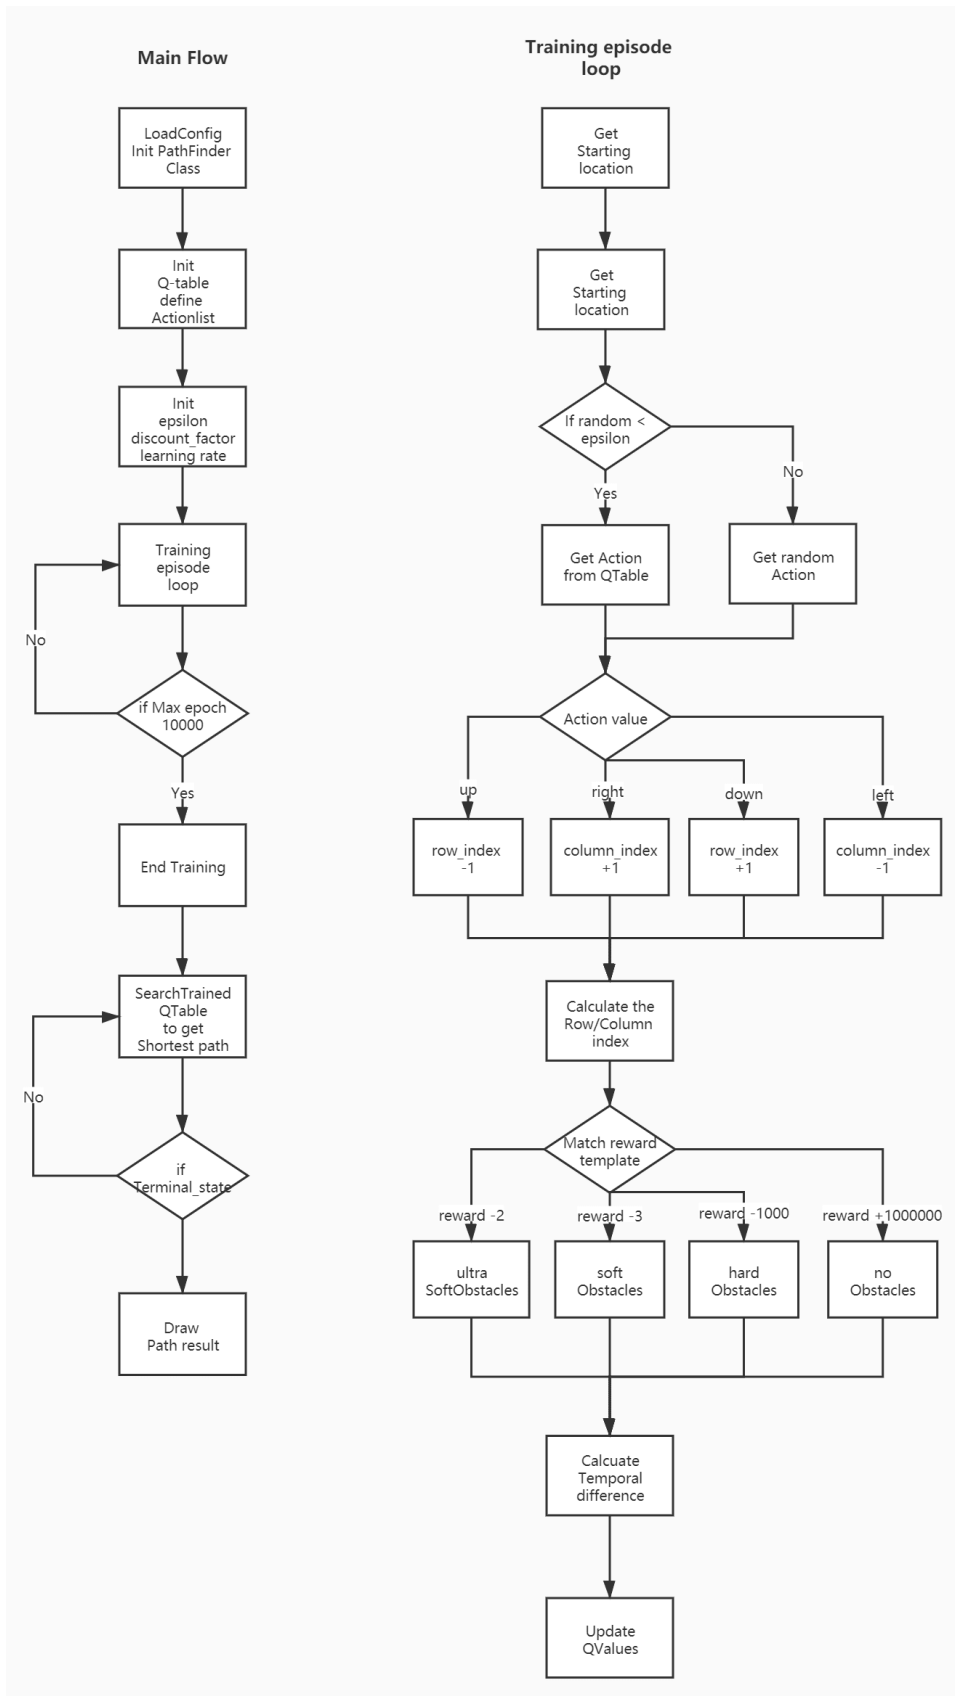 Main Flow
LoadConfig
Init PathFinder
Class
Init
Q-table
define
Actionlist
Init
epsilon
discount_factor
learning rate
Training
episode
loop
No
if Max epoch
10000
Yes
End Training
SearchTrained
QTable
to get
Shortest path
No
if
Terminal_state
Draw
Path result
Training episode
loop
Get
Starting
location
Get
Starting
location
If random <
epsilon
No
Yes
Get Action
from QTable
Get random
Action
Action value
up
right
down
left
row_index
-1
column_index
+1
row_index
+1
column_index
-1
Calculate the
Row/Column
index
Match reward
template
reward -2
reward -3
reward -1000
reward +1000000
ultra
SoftObstacles
soft
Obstacles
hard
Obstacles
no
Obstacles
Calcuate
Temporal
difference
Update
QValues